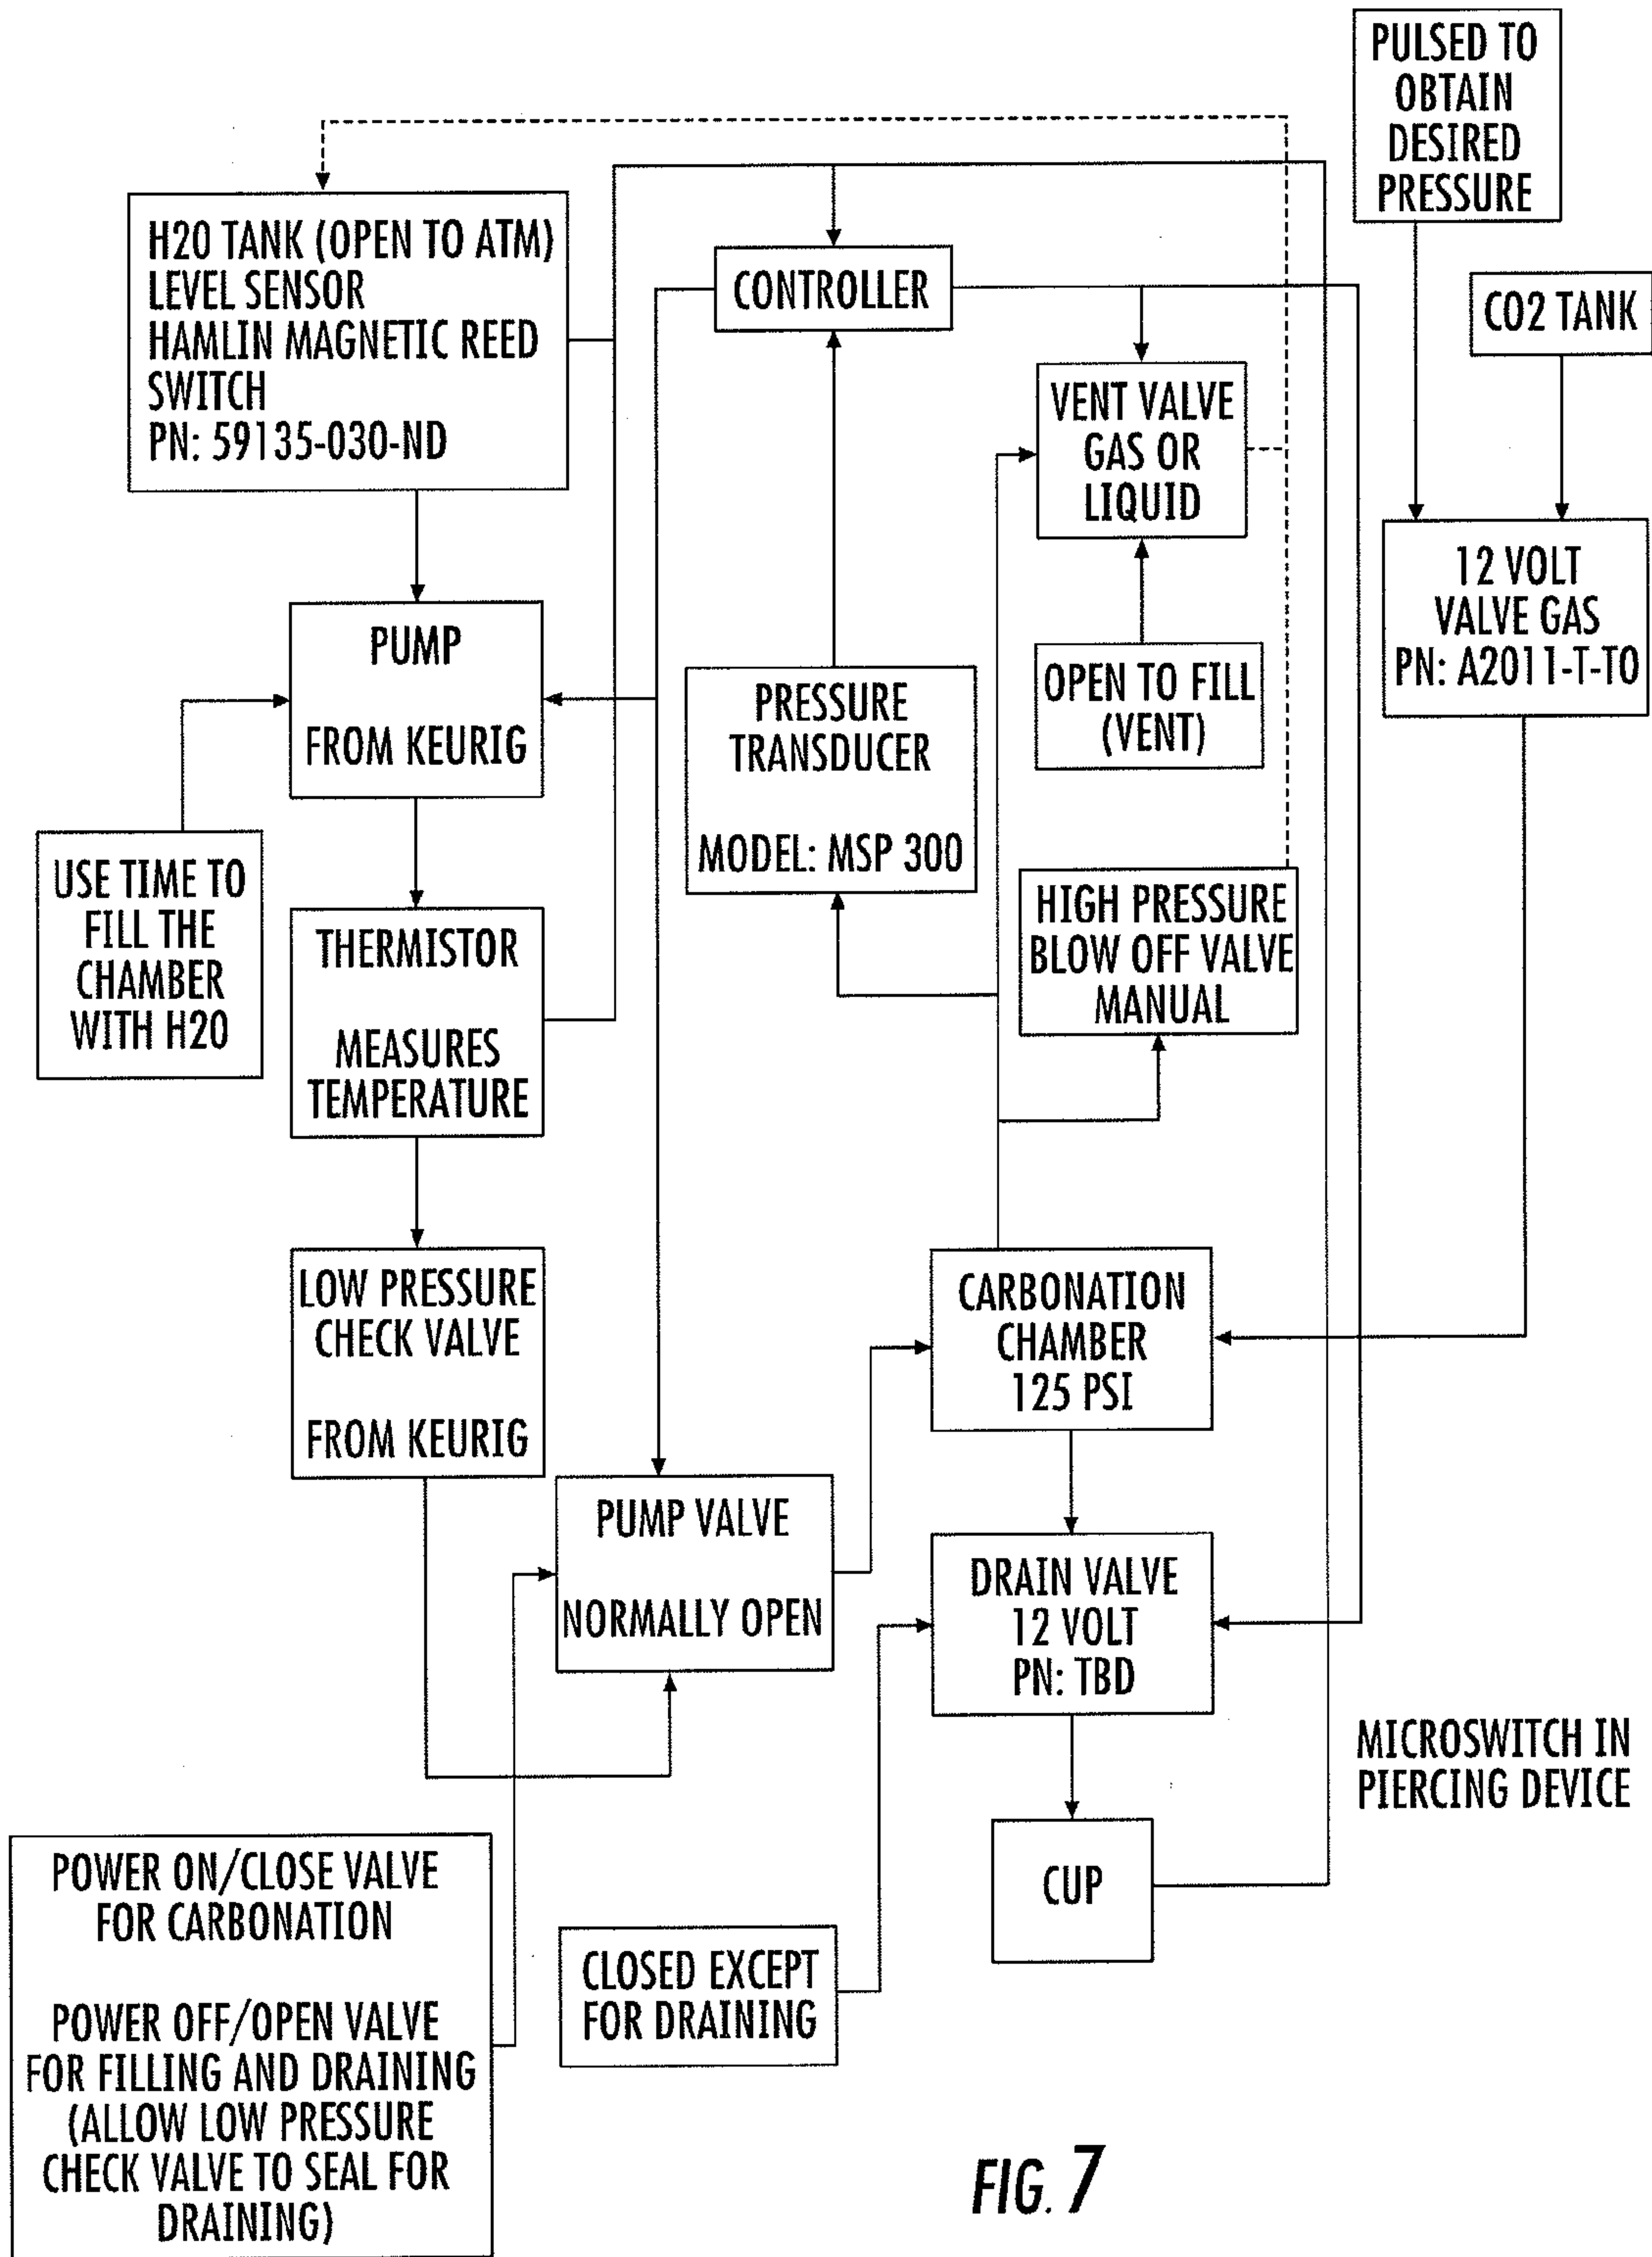 PULSED TO
OBTAIN
DESIRED
PRESSURE
H20 TANK (OPEN TO ATM)
LEVEL SENSOR
HAMLIN MAGNETIC REED
SWITCH
PN: 59135-030-ND
CONTROLLER
CO2 TANK
VENT VALVE
GAS OR
LIQUID
12 VOLT
VALVE GAS
PN: A2011-T-TO
PUMP
FROM KEURIG
OPEN TO FILL
(VENT)
PRESSURE
TRANSDUCER
MODEL: MSP 300
USE TIME TO
FILL THE
CHAMBER
WITH H20
THERMISTOR
MEASURES
TEMPERATURE
HIGH PRESSURE
BLOW OFF VALVE
MANUAL
LOW PRESSURE
CHECK VALVE
FROM KEURIG
CARBONATION
CHAMBER
125 PSI
PUMP VALVE
NORMALLY OPEN
DRAIN VALVE
12 VOLT
PN: TBD
MICROSWITCH IN
PIERCING DEVICE
CUP
POWER ON/CLOSE VALVE
FOR CARBONATION
POWER OFF/OPEN VALVE
FOR FILLING AND DRAINING
(ALLOW LOW PRESSURE
CHECK VALVE TO SEAL FOR
DRAINING)
CLOSED EXCEPT
FOR DRAINING
FIG. 7